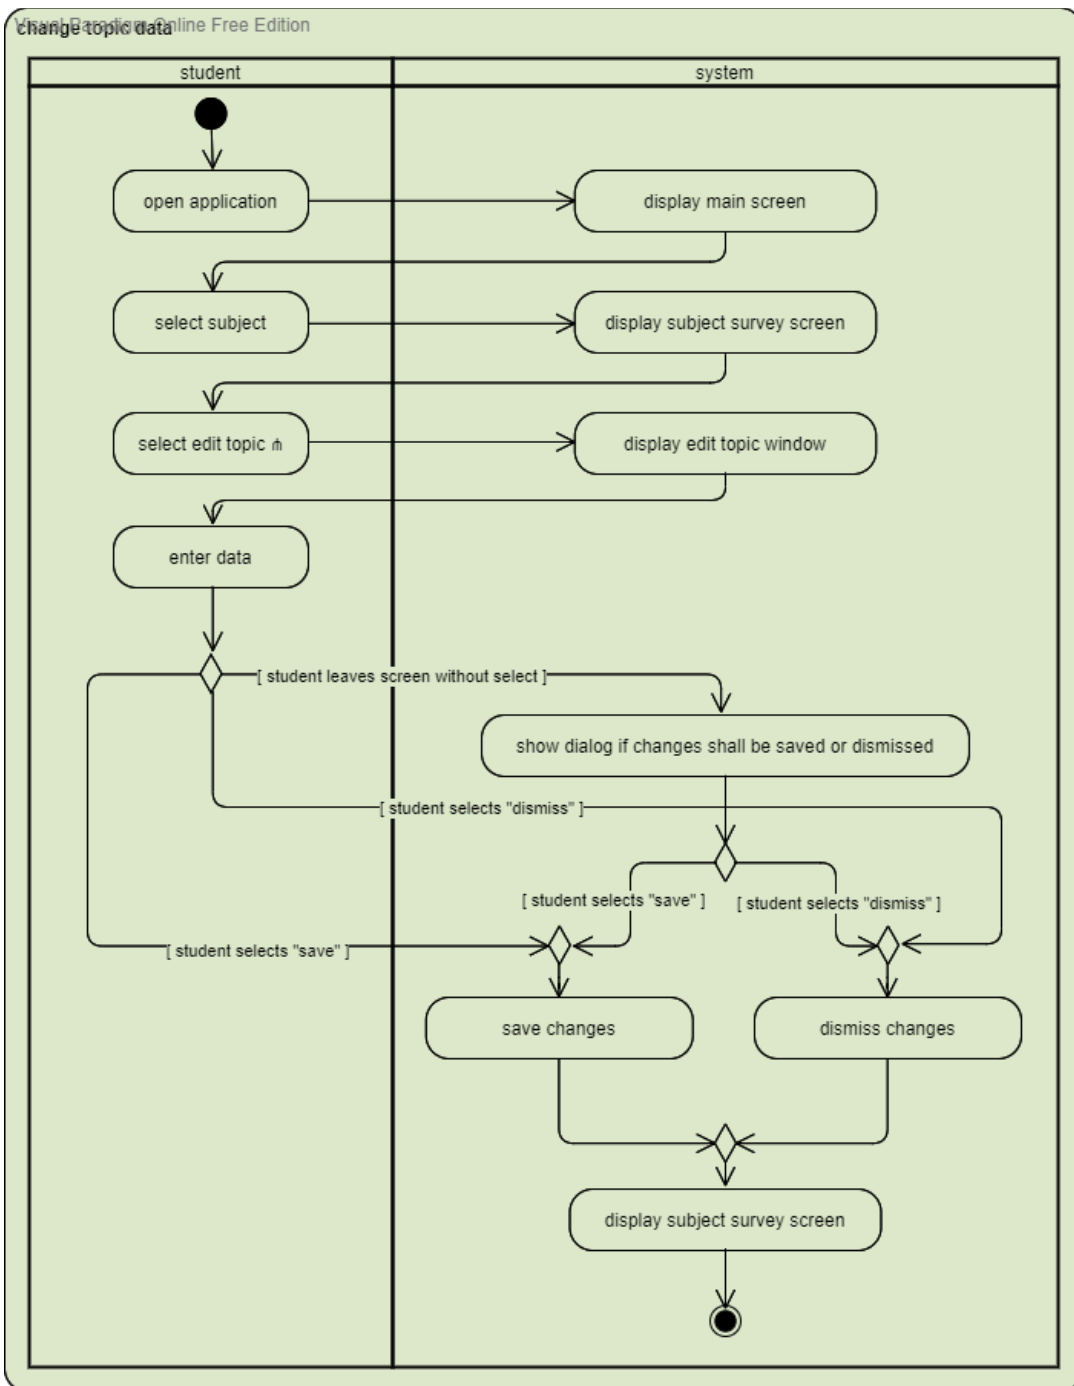 Visual Paradigm Online Free Edition
change topic data
student
system
open application
display main screen
select subject
display subject survey screen
select edit topic
display edit topic window
enter data
[ student leaves screen without select ]
show dialog if changes shall be saved or dismissed
[ student selects "dismiss" ]
[ student selects "save" ]
[ student selects "dismiss" ]
[ student selects "save" ]
save changes
dismiss changes
display subject survey screen